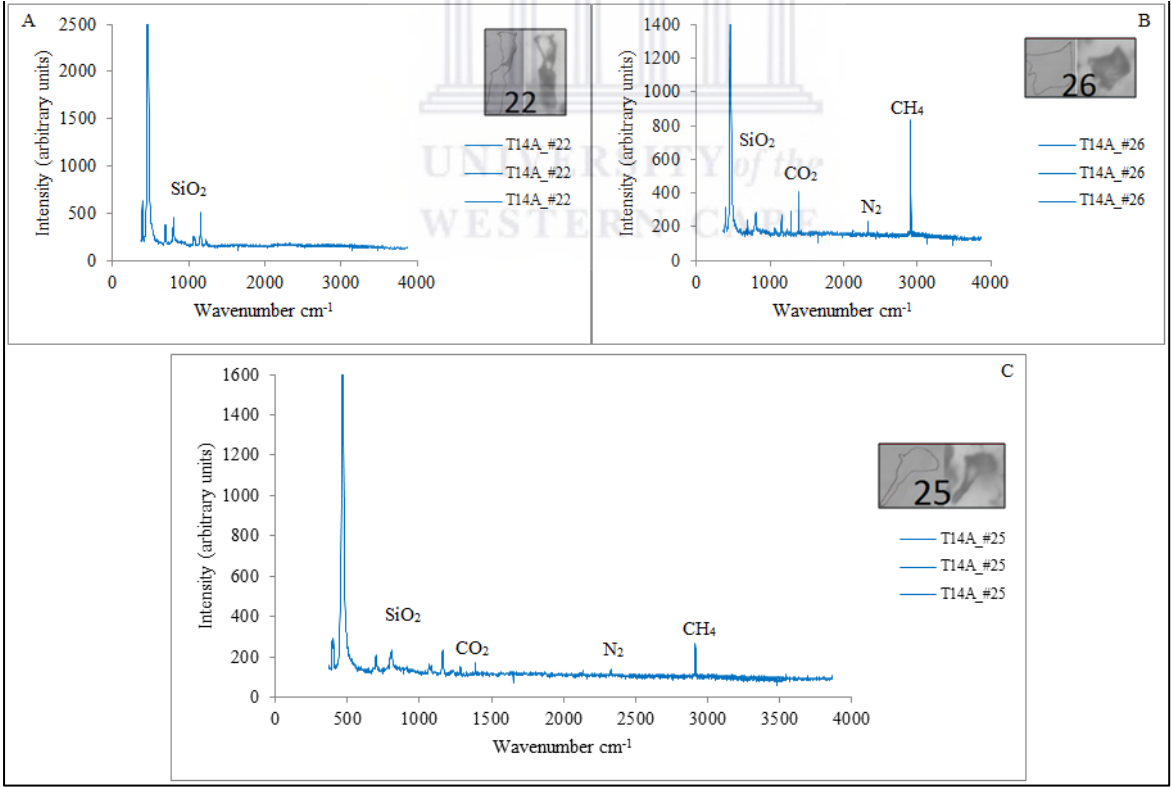 A
2500
2000
1500
1000
500
0
Intensity (arbitrary units)
SiO₂
22
T14A_#22
T14A_#22
T14A_#22
0 1000 2000 3000 4000
Wavenumber cm⁻¹
B
1400
1200
1000
800
600
400
200
0
Intensity (arbitrary units)
SiO₂
CO₂
N₂
CH₄
26
T14A_#26
T14A_#26
T14A_#26
0 1000 2000 3000 4000
Wavenumber cm⁻¹
UNIVERSITY of the
WESTERN CAPE
C
1600
1400
1200
1000
800
600
400
200
0
Intensity (arbitrary units)
SiO₂
CO₂
N₂
CH₄
25
T14A_#25
T14A_#25
T14A_#25
0 500 1000 1500 2000 2500 3000 3500 4000
Wavenumber cm⁻¹